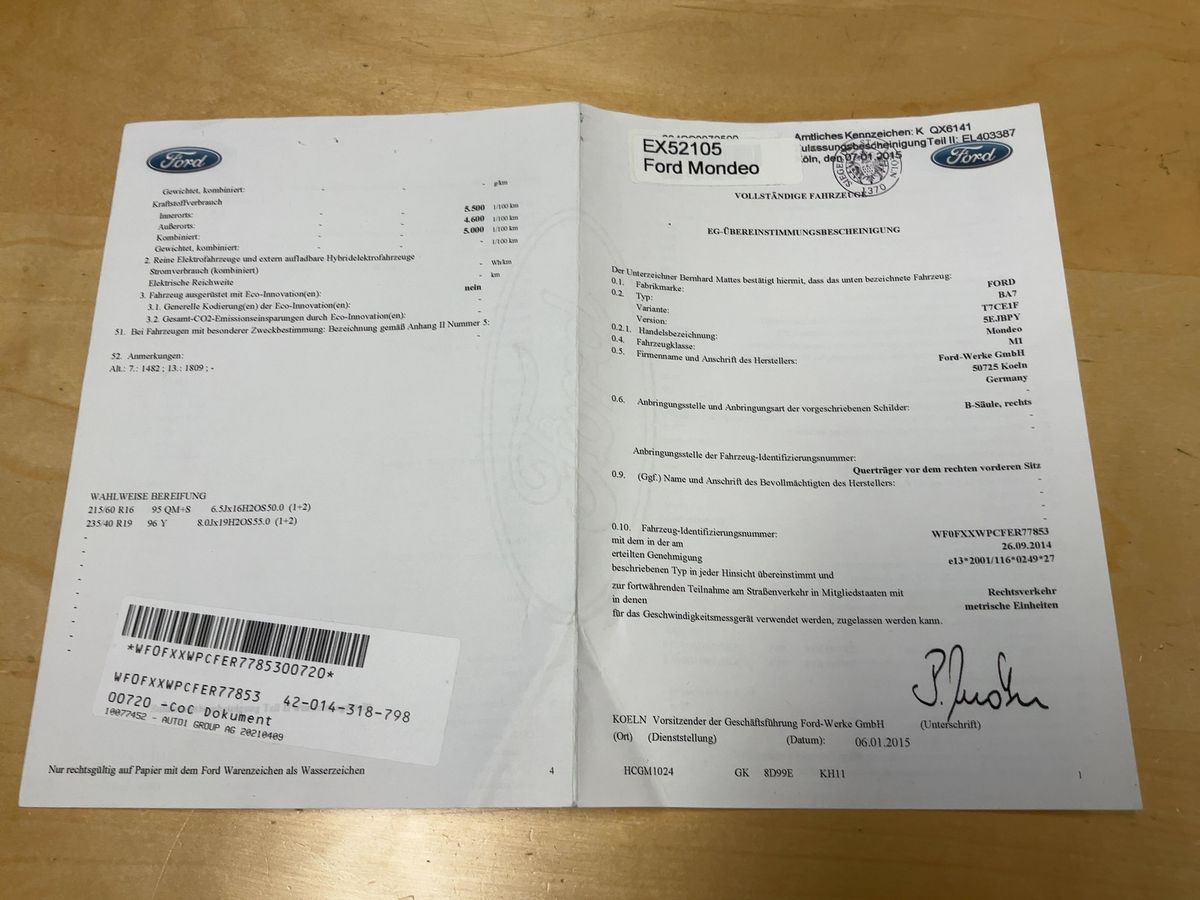 Ford
Gewichtet, kombiniert: - - - g/km
Kraftstoffverbrauch
Innerorts: - - 5.500 l/100 km
Außerorts: - - 4.600 l/100 km
Kombiniert: - - 5.000 l/100 km
Gewichtet, kombiniert: - - - l/100 km
2. Reine Elektrofahrzeuge und extern aufladbare Hybridelektrofahrzeuge
Stromverbrauch (kombiniert) - Wh/km
Elektrische Reichweite - km
3. Fahrzeug ausgerüstet mit Eco-Innovation(en): nein
3.1. Generelle Kodierung(en) der Eco-Innovation(en): -
3.2. Gesamt-CO2-Emissionseinsparungen durch Eco-Innovation(en): -
51. Bei Fahrzeugen mit besonderer Zweckbestimmung: Bezeichnung gemäß Anhang II Nummer 5:
-
52. Anmerkungen:
Alt.: 7.: 1482 ; 13.: 1809 ; -
WAHLWEISE BEREIFUNG
215/60 R16 95 QM+S 6.5Jx16H2OS50.0 (1+2)
235/40 R19 96 Y 8.0Jx19H2OS55.0 (1+2)
*WF0FXXWPCFER7785300720*
WF0FXXWPCFER77853 42-014-318-798
00720 -CoC Dokument
10077452 - AUTO1 GROUP AG 20210409
Nur rechtsgültig auf Papier mit dem Ford Warenzeichen als Wasserzeichen 4
EX52105
Ford Mondeo
Amtliches Kennzeichen: K QX6141
ulassungsbescheinigung Teil II: EL403387
öln, den 07.01.2015
Ford
1370
VOLLSTÄNDIGE FAHRZEUGE
EG-ÜBEREINSTIMMUNGSBESCHEINIGUNG
Der Unterzeichner Bernhard Mattes bestätigt hiermit, dass das unten bezeichnete Fahrzeug:
0.1. Fabrikmarke: FORD
0.2. Typ: BA7
Variante: T7CE1F
Version: 5EJBPY
0.2.1. Handelsbezeichnung: Mondeo
0.4. Fahrzeugklasse: M1
0.5. Firmenname und Anschrift des Herstellers: Ford-Werke GmbH
50725 Koeln
Germany
-
0.6. Anbringungsstelle und Anbringungsart der vorgeschriebenen Schilder: B-Säule, rechts
-
-
Anbringungsstelle der Fahrzeug-Identifizierungsnummer:
Querträger vor dem rechten vorderen Sitz
0.9. (Ggf.) Name und Anschrift des Bevollmächtigten des Herstellers: -
-
-
-
0.10. Fahrzeug-Identifizierungsnummer: WF0FXXWPCFER77853
mit dem in der am 26.09.2014
erteilten Genehmigung e13*2001/116*0249*27
beschriebenen Typ in jeder Hinsicht übereinstimmt und
zur fortwährenden Teilnahme am Straßenverkehr in Mitgliedstaaten mit Rechtsverkehr
in denen metrische Einheiten
für das Geschwindigkeitsmessgerät verwendet werden, zugelassen werden kann.
KOELN Vorsitzender der Geschäftsführung Ford-Werke GmbH (Unterschrift)
(Ort) (Dienststellung) (Datum): 06.01.2015
HCGM1024 GK 8D99E KH11 1